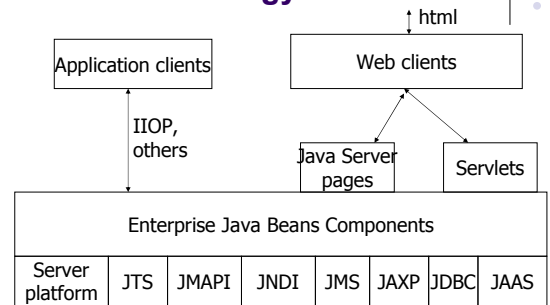 html
Application clients
Web clients
IIOP,
others
Java Server
pages
Servlets
Enterprise Java Beans Components
Server
platform
JTS
JMAPI
JNDI
JMS
JAXP
JDBC
JAAS